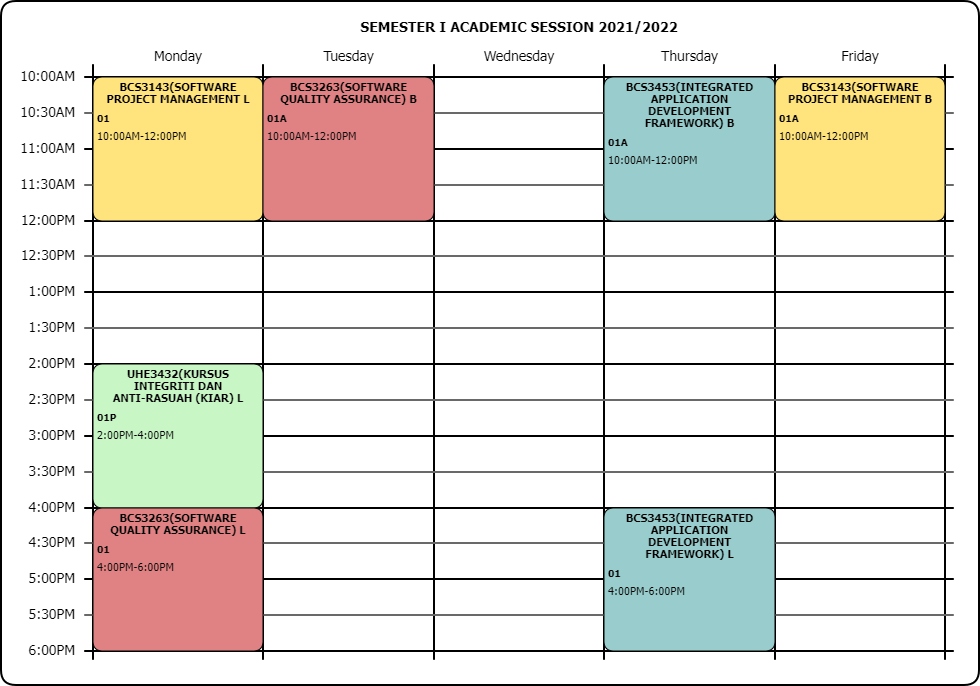 SEMESTER I ACADEMIC SESSION 2021/2022
Monday
Tuesday
Wednesday
Thursday
Friday
10:00AM
10:30AM
11:00AM
11:30AM
12:00PM
12:30PM
1:00PM
1:30PM
2:00PM
2:30PM
3:00PM
3:30PM
4:00PM
4:30PM
5:00PM
5:30PM
6:00PM
BCS3143(SOFTWARE
PROJECT MANAGEMENT L
01
10:00AM-12:00PM
UHE3432(KURSUS
INTEGRITI DAN
ANTI-RASUAH (KIAR) L
01P
2:00PM-4:00PM
BCS3263(SOFTWARE
QUALITY ASSURANCE) L
01
4:00PM-6:00PM
BCS3263(SOFTWARE
QUALITY ASSURANCE) B
01A
10:00AM-12:00PM
BCS3453(INTEGRATED
APPLICATION
DEVELOPMENT
FRAMEWORK) B
01A
10:00AM-12:00PM
BCS3453(INTEGRATED
APPLICATION
DEVELOPMENT
FRAMEWORK) L
01
4:00PM-6:00PM
BCS3143(SOFTWARE
PROJECT MANAGEMENT B
01A
10:00AM-12:00PM